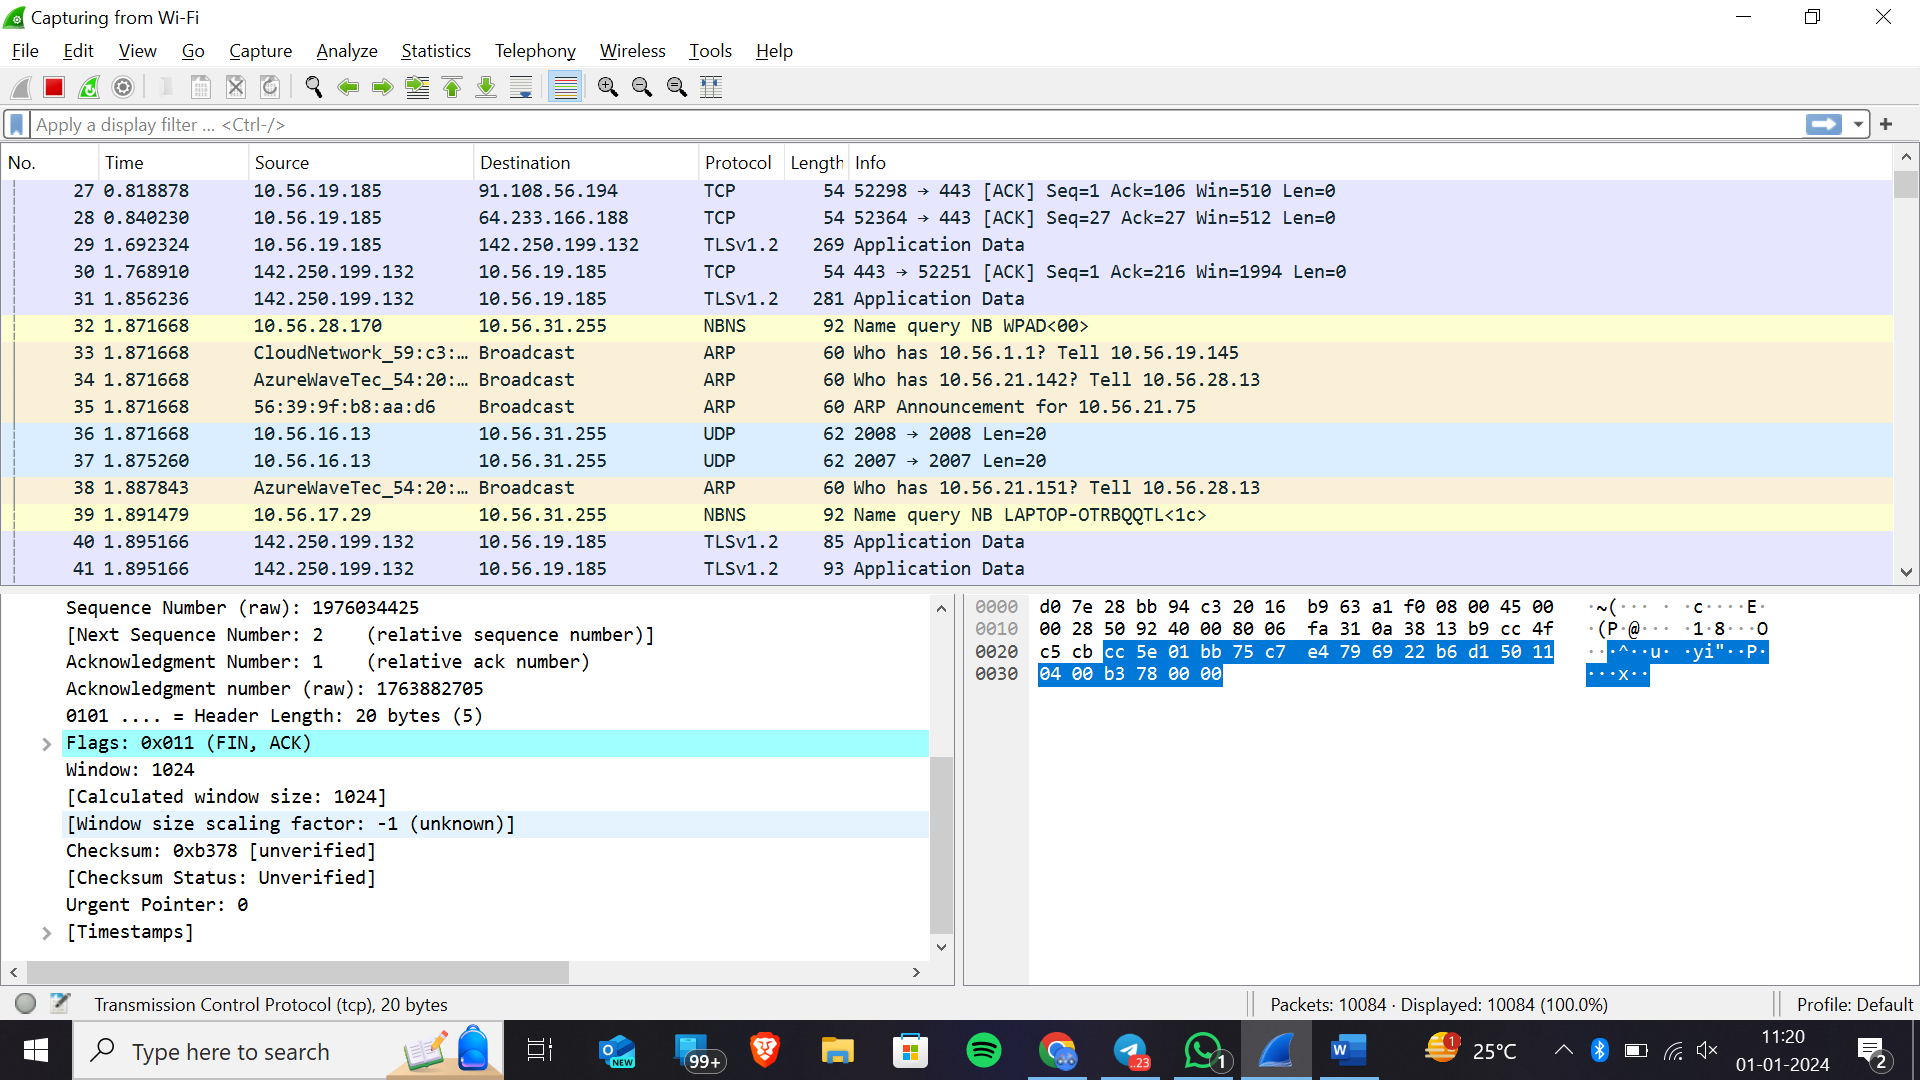 Capturing from Wi-Fi
File Edit View Go Capture Analyze Statistics Telephony Wireless Tools Help
Apply a display filter ... <Ctrl-/>
No. Time Source Destination Protocol Length Info
27 0.818878 10.56.19.185 91.108.56.194 TCP 54 52298 → 443 [ACK] Seq=1 Ack=106 Win=510 Len=0
28 0.840230 10.56.19.185 64.233.166.188 TCP 54 52364 → 443 [ACK] Seq=27 Ack=27 Win=512 Len=0
29 1.692324 10.56.19.185 142.250.199.132 TLSv1.2 269 Application Data
30 1.768910 142.250.199.132 10.56.19.185 TCP 54 443 → 52251 [ACK] Seq=1 Ack=216 Win=1994 Len=0
31 1.856236 142.250.199.132 10.56.19.185 TLSv1.2 281 Application Data
32 1.871668 10.56.28.170 10.56.31.255 NBNS 92 Name query NB WPAD<00>
33 1.871668 CloudNetwork_59:c3:… Broadcast ARP 60 Who has 10.56.1.1? Tell 10.56.19.145
34 1.871668 AzureWaveTec_54:20:… Broadcast ARP 60 Who has 10.56.21.142? Tell 10.56.28.13
35 1.871668 56:39:9f:b8:aa:d6 Broadcast ARP 60 ARP Announcement for 10.56.21.75
36 1.871668 10.56.16.13 10.56.31.255 UDP 62 2008 → 2008 Len=20
37 1.875260 10.56.16.13 10.56.31.255 UDP 62 2007 → 2007 Len=20
38 1.887843 AzureWaveTec_54:20:… Broadcast ARP 60 Who has 10.56.21.151? Tell 10.56.28.13
39 1.891479 10.56.17.29 10.56.31.255 NBNS 92 Name query NB LAPTOP-OTRBQQTL<1c>
40 1.895166 142.250.199.132 10.56.19.185 TLSv1.2 85 Application Data
41 1.895166 142.250.199.132 10.56.19.185 TLSv1.2 93 Application Data
Sequence Number (raw): 1976034425
[Next Sequence Number: 2 (relative sequence number)]
Acknowledgment Number: 1 (relative ack number)
Acknowledgment number (raw): 1763882705
0101 .... = Header Length: 20 bytes (5)
Flags: 0x011 (FIN, ACK)
Window: 1024
[Calculated window size: 1024]
[Window size scaling factor: -1 (unknown)]
Checksum: 0xb378 [unverified]
[Checksum Status: Unverified]
Urgent Pointer: 0
[Timestamps]
0000 d0 7e 28 bb 94 c3 20 16 b9 63 a1 f0 08 00 45 00 ·~(··· · ·c····E·
0010 00 28 50 92 40 00 80 06 fa 31 0a 38 13 b9 cc 4f ·(P·@··· ·1·8···O
0020 c5 cb cc 5e 01 bb 75 c7 e4 79 69 22 b6 d1 50 11 ···^··u· ·yi"··P·
0030 04 00 b3 78 00 00 ···x··
Transmission Control Protocol (tcp), 20 bytes
Packets: 10084 · Displayed: 10084 (100.0%)
Profile: Default
Type here to search
NEW
99+
23
1
W
1
25°C
11:20
01-01-2024
2